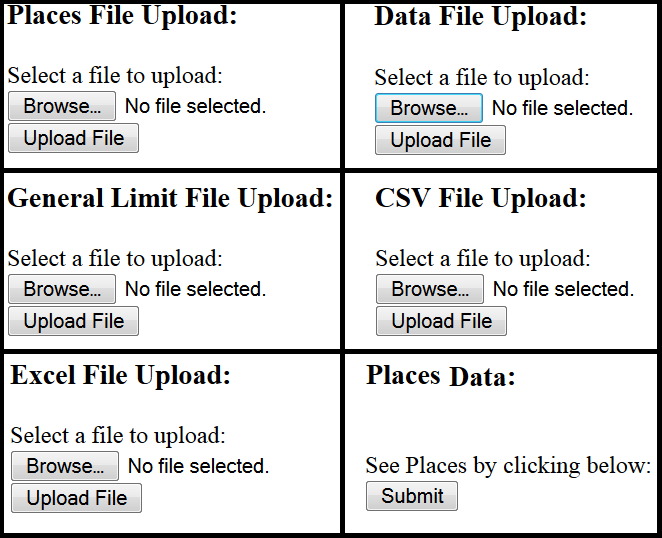 Places File Upload:
Select a file to upload:
Browse... No file selected.
Upload File
Data File Upload:
Select a file to upload:
Browse... No file selected.
Upload File
General Limit File Upload:
Select a file to upload:
Browse... No file selected.
Upload File
CSV File Upload:
Select a file to upload:
Browse... No file selected.
Upload File
Excel File Upload:
Select a file to upload:
Browse... No file selected.
Upload File
Places Data:
See Places by clicking below:
Submit